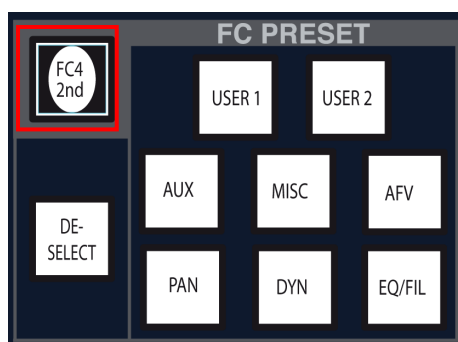 FC PRESET
FC4
2nd
USER 1
USER 2
AUX
MISC
AFV
DE-
SELECT
PAN
DYN
EQ/FIL